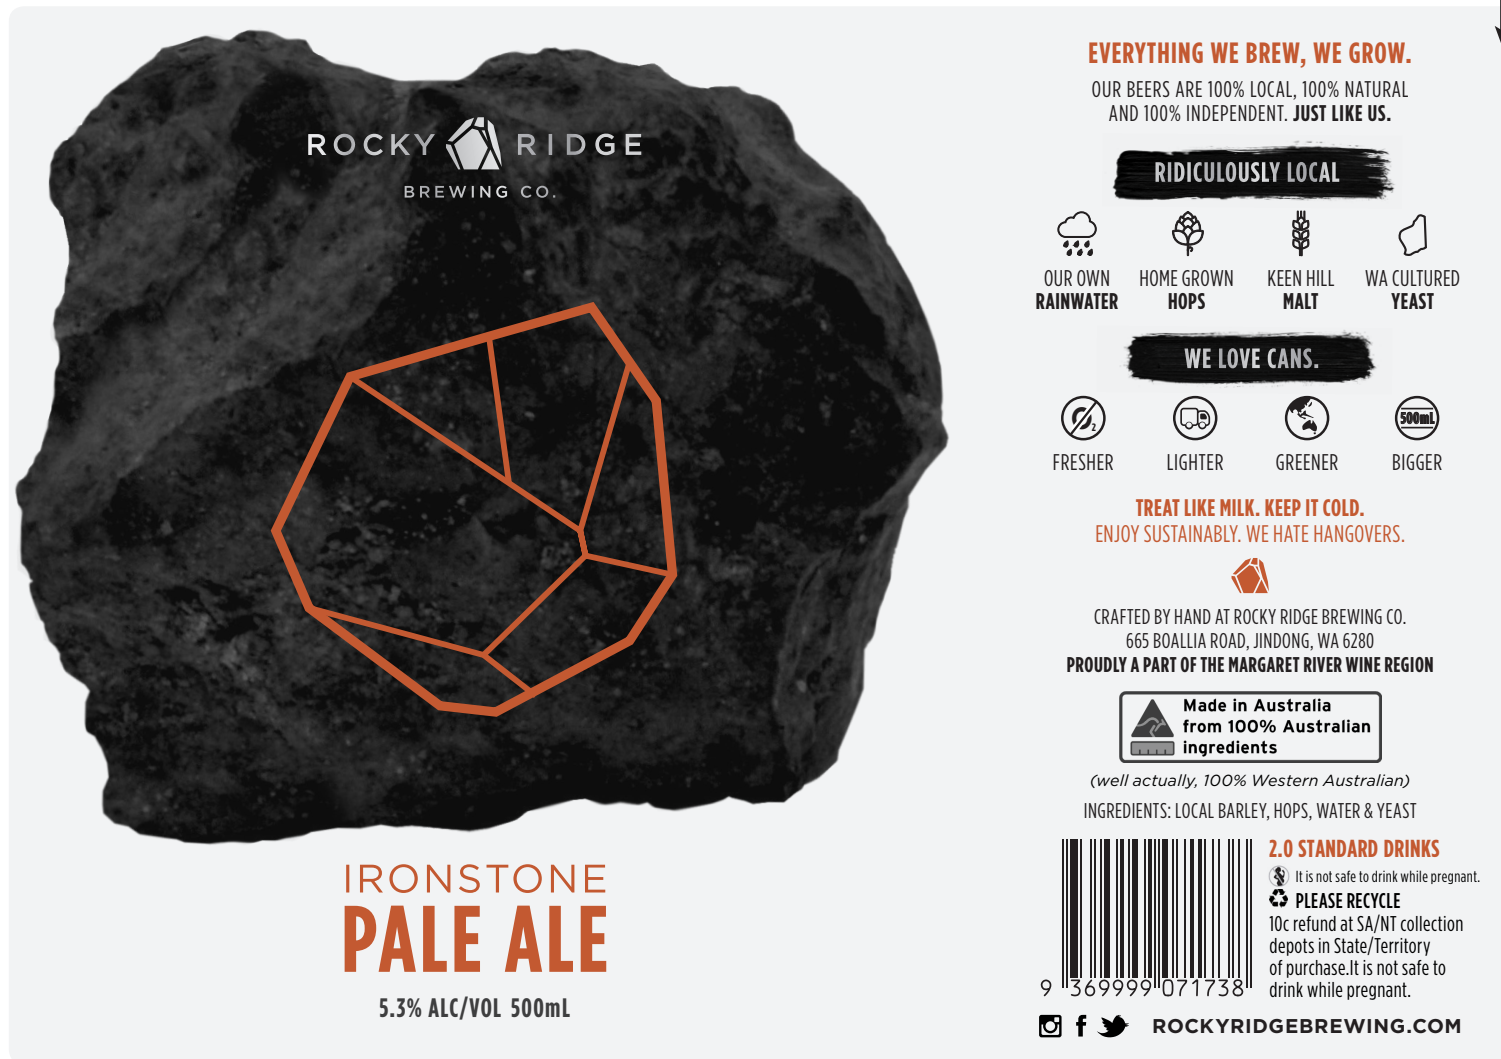 ROCKY RIDGE
BREWING CO.
IRONSTONE
PALE ALE
5.3% ALC/VOL 500mL
EVERYTHING WE BREW, WE GROW.
OUR BEERS ARE 100% LOCAL, 100% NATURAL
AND 100% INDEPENDENT. JUST LIKE US.
RIDICULOUSLY LOCAL
OUR OWN
RAINWATER
HOME GROWN
HOPS
KEEN HILL
MALT
WA CULTURED
YEAST
WE LOVE CANS.
O2
500mL
FRESHER
LIGHTER
GREENER
BIGGER
TREAT LIKE MILK. KEEP IT COLD.
ENJOY SUSTAINABLY. WE HATE HANGOVERS.
CRAFTED BY HAND AT ROCKY RIDGE BREWING CO.
665 BOALLIA ROAD, JINDONG, WA 6280
PROUDLY A PART OF THE MARGARET RIVER WINE REGION
Made in Australia
from 100% Australian
ingredients
(well actually, 100% Western Australian)
INGREDIENTS: LOCAL BARLEY, HOPS, WATER & YEAST
9 369999 071738
2.0 STANDARD DRINKS
It is not safe to drink while pregnant.
PLEASE RECYCLE
10c refund at SA/NT collection
depots in State/Territory
of purchase.It is not safe to
drink while pregnant.
ROCKYRIDGEBREWING.COM